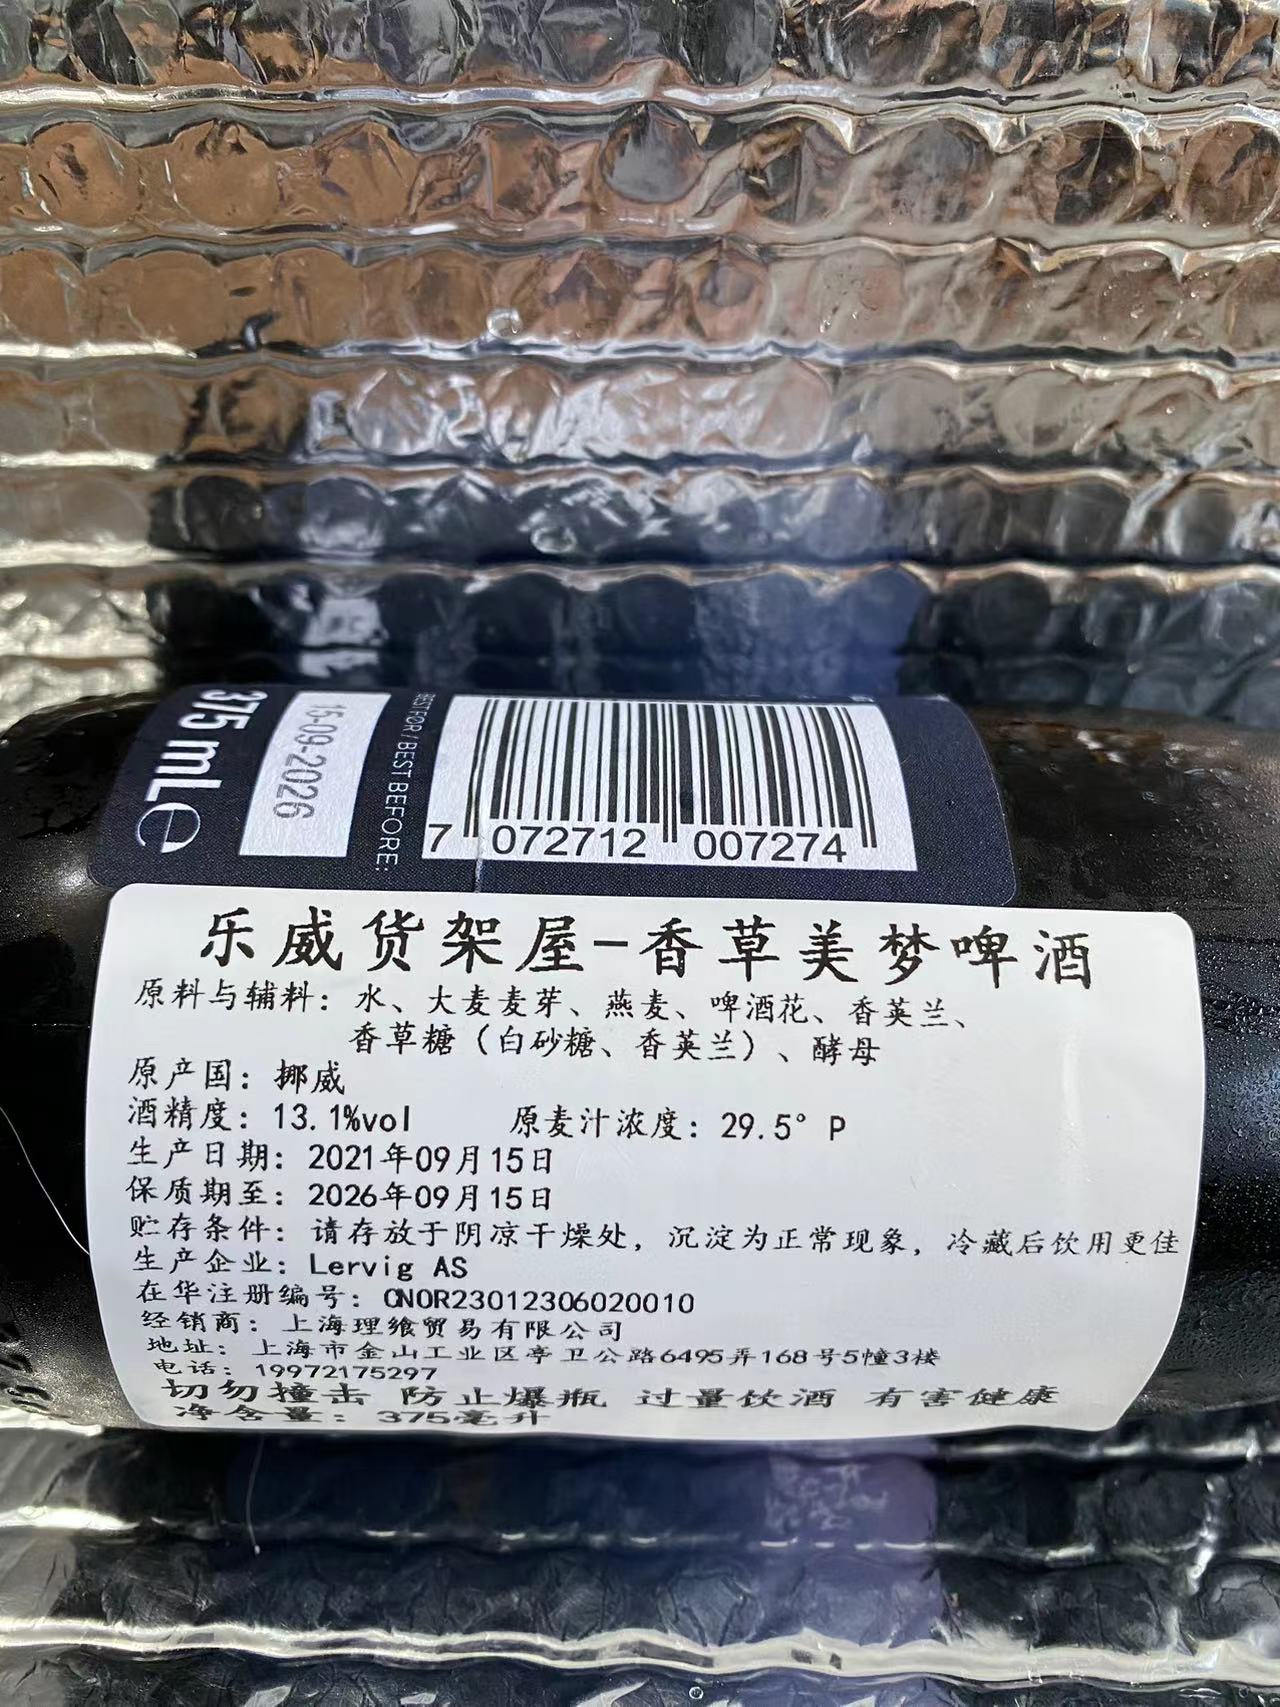 375 mLe
15-09-2026
BEST FØR / BEST BEFORE:
7 072712 007274
乐威货架屋-香草美梦啤酒
原料与辅料：水、大麦麦芽、燕麦、啤酒花、香荚兰、
香草糖（白砂糖、香荚兰）、酵母
原产国：挪威
酒精度：13.1%vol 原麦汁浓度：29.5°P
生产日期：2021年09月15日
保质期至：2026年09月15日
贮存条件：请存放于阴凉干燥处，沉淀为正常现象，冷藏后饮用更佳
生产企业：Lervig AS
在华注册编号：CNOR23012306020010
经销商：上海理飨贸易有限公司
地址：上海市金山工业区亭卫公路6495弄168号5幢3楼
电话：19972175297
切勿撞击 防止爆瓶 过量饮酒 有害健康
净含量：375毫升